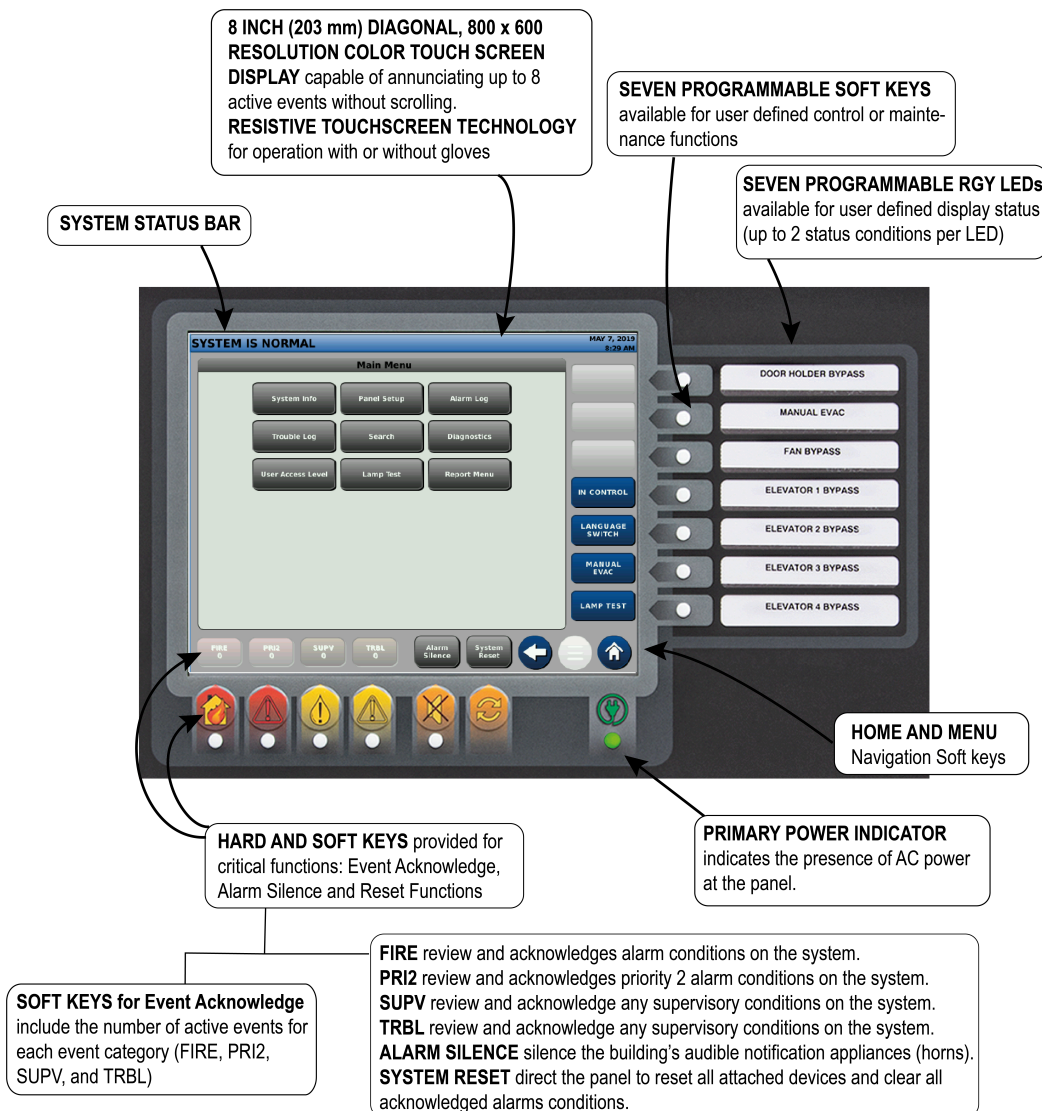 8 INCH (203 mm) DIAGONAL, 800 x 600
RESOLUTION COLOR TOUCH SCREEN
DISPLAY capable of annunciating up to 8
active events without scrolling.
RESISTIVE TOUCHSCREEN TECHNOLOGY
for operation with or without gloves
SEVEN PROGRAMMABLE SOFT KEYS
available for user defined control or mainte-
nance functions
SEVEN PROGRAMMABLE RGY LEDs
available for user defined display status
(up to 2 status conditions per LED)
SYSTEM STATUS BAR
SYSTEM IS NORMAL
MAY 7, 2019
8:29 AM
Main Menu
System Info
Panel Setup
Alarm Log
Trouble Log
Search
Diagnostics
User Access Level
Lamp Test
Report Menu
IN CONTROL
LANGUAGE
SWITCH
MANUAL
EVAC
LAMP TEST
DOOR HOLDER BYPASS
MANUAL EVAC
FAN BYPASS
ELEVATOR 1 BYPASS
ELEVATOR 2 BYPASS
ELEVATOR 3 BYPASS
ELEVATOR 4 BYPASS
FIRE
0
PRI2
0
SUPV
0
TRBL
0
Alarm
Silence
System
Reset
HOME AND MENU
Navigation Soft keys
HARD AND SOFT KEYS provided for
critical functions: Event Acknowledge,
Alarm Silence and Reset Functions
PRIMARY POWER INDICATOR
indicates the presence of AC power
at the panel.
SOFT KEYS for Event Acknowledge
include the number of active events for
each event category (FIRE, PRI2,
SUPV, and TRBL)
FIRE review and acknowledges alarm conditions on the system.
PRI2 review and acknowledges priority 2 alarm conditions on the system.
SUPV review and acknowledge any supervisory conditions on the system.
TRBL review and acknowledge any supervisory conditions on the system.
ALARM SILENCE silence the building's audible notification appliances (horns).
SYSTEM RESET direct the panel to reset all attached devices and clear all
acknowledged alarms conditions.